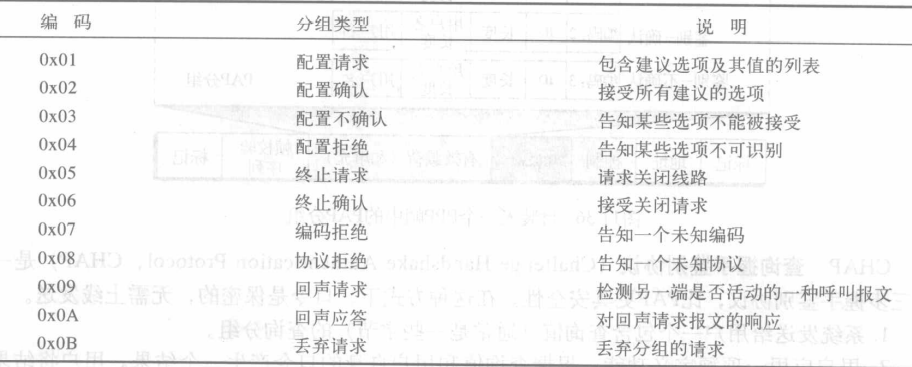 编 码 分组类型 说 明
0x01 配置请求 包含建议选项及其值的列表
0x02 配置确认 接受所有建议的选项
0x03 配置不确认 告知某些选项不能被接受
0x04 配置拒绝 告知某些选项不可识别
0x05 终止请求 请求关闭线路
0x06 终止确认 接受关闭请求
0x07 编码拒绝 告知一个未知编码
0x08 协议拒绝 告知一个未知协议
0x09 回声请求 检测另一端是否活动的一种呼叫报文
0x0A 回声应答 对回声请求报文的响应
0x0B 丢弃请求 丢弃分组的请求